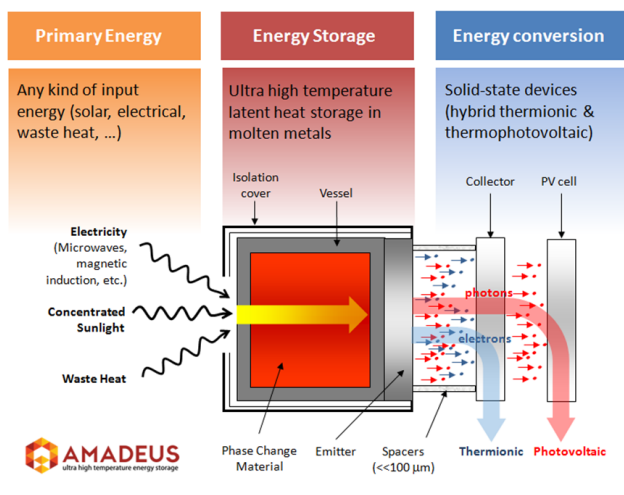 Primary Energy
Energy Storage
Energy conversion
Any kind of input
energy (solar, electrical,
waste heat, ...)
Ultra high temperature
latent heat storage in
molten metals
Solid-state devices
(hybrid thermionic &
thermophotovoltaic)
Isolation
cover
Vessel
Collector
PV cell
Electricity
(Microwaves,
magnetic
induction, etc.)
Concentrated
Sunlight
Waste Heat
photons
electrons
Phase Change
Material
Emitter
Spacers
(<<100 μm)
Thermionic
Photovoltaic
AMADEUS
ultra high temperature energy storage